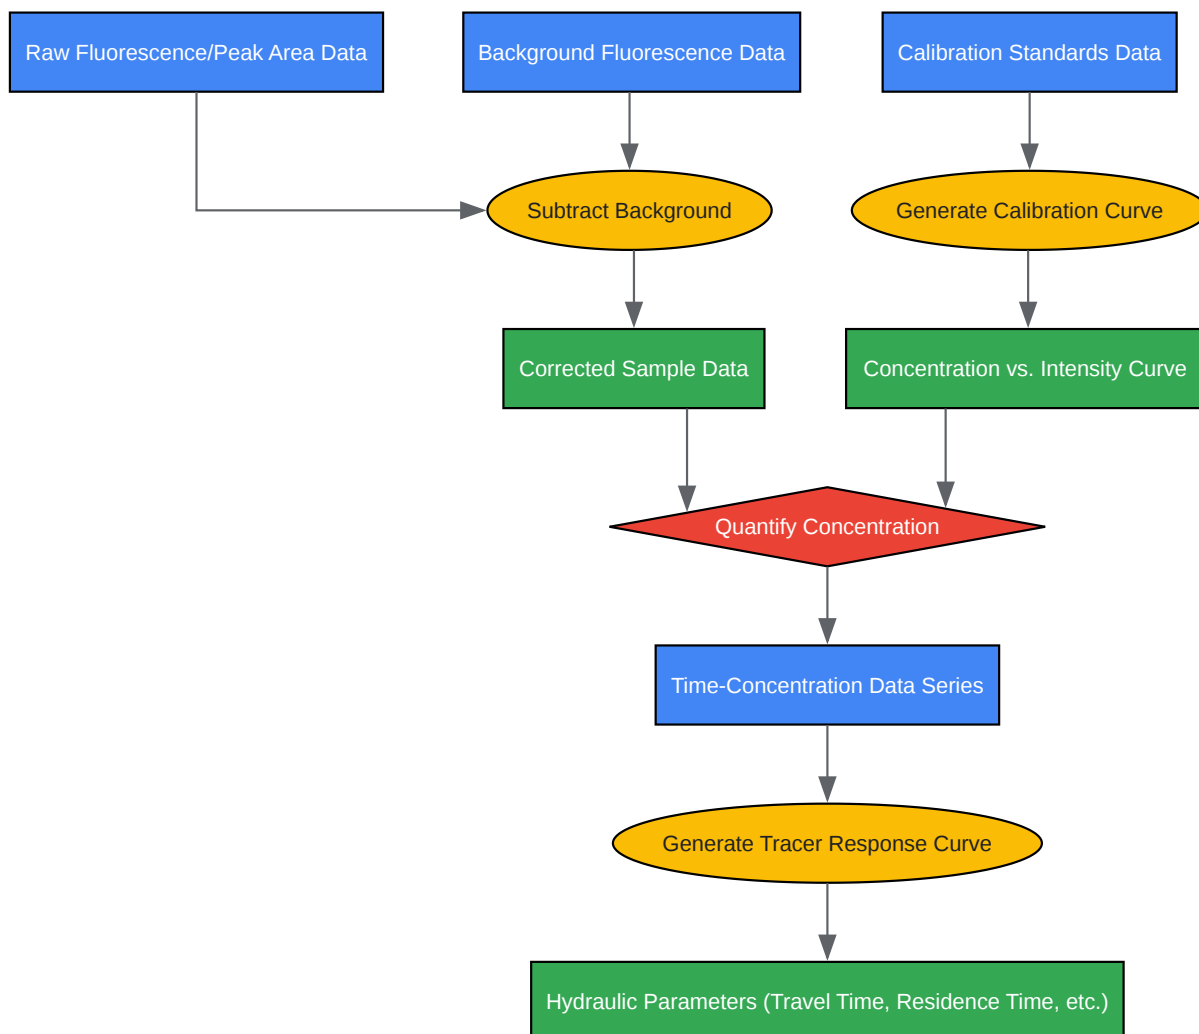 Raw Fluorescence/Peak Area Data
Background Fluorescence Data
Calibration Standards Data
Subtract Background
Generate Calibration Curve
Corrected Sample Data
Concentration vs. Intensity Curve
Quantify Concentration
Time-Concentration Data Series
Generate Tracer Response Curve
Hydraulic Parameters (Travel Time, Residence Time, etc.)